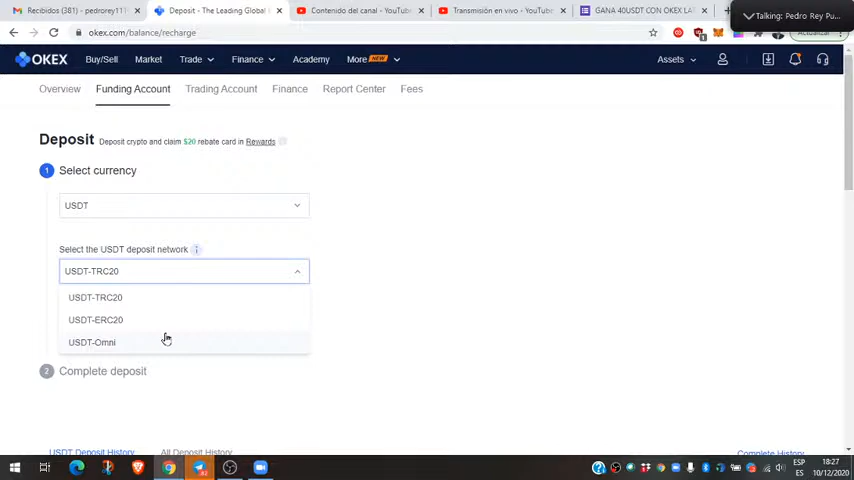 Recibidos (381) - pedrorey111
Deposit - The Leading Global
Contenido del canal - YouTube
Transmisión en vivo - YouTube
GANA 40USDT CON OKEX LAT
Talking: Pedro Rey Pu...
okex.com/balance/recharge
Actualizar
OKEX
Buy/Sell
Market
Trade
Finance
Academy
More NEW
Assets
Overview
Funding Account
Trading Account
Finance
Report Center
Fees
Deposit Deposit crypto and claim $20 rebate card in Rewards
1 Select currency
USDT
Select the USDT deposit network
USDT-TRC20
USDT-TRC20
USDT-ERC20
USDT-Omni
2 Complete deposit
USDT Deposit History
All Deposit History
Complete History
ESP
ES
18:27
10/12/2020